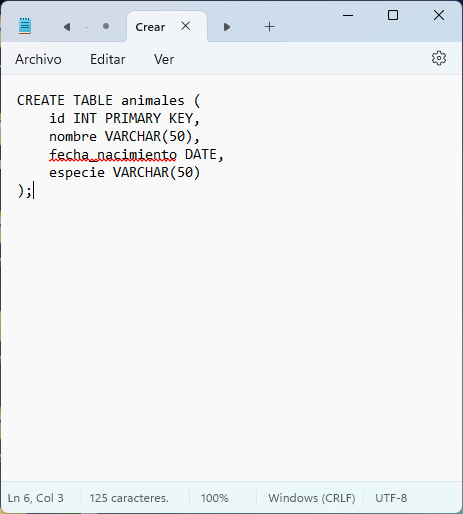 Crear
Archivo Editar Ver
CREATE TABLE animales (
    id INT PRIMARY KEY,
    nombre VARCHAR(50),
    fecha_nacimiento DATE,
    especie VARCHAR(50)
);
Ln 6, Col 3 125 caracteres. 100% Windows (CRLF) UTF-8